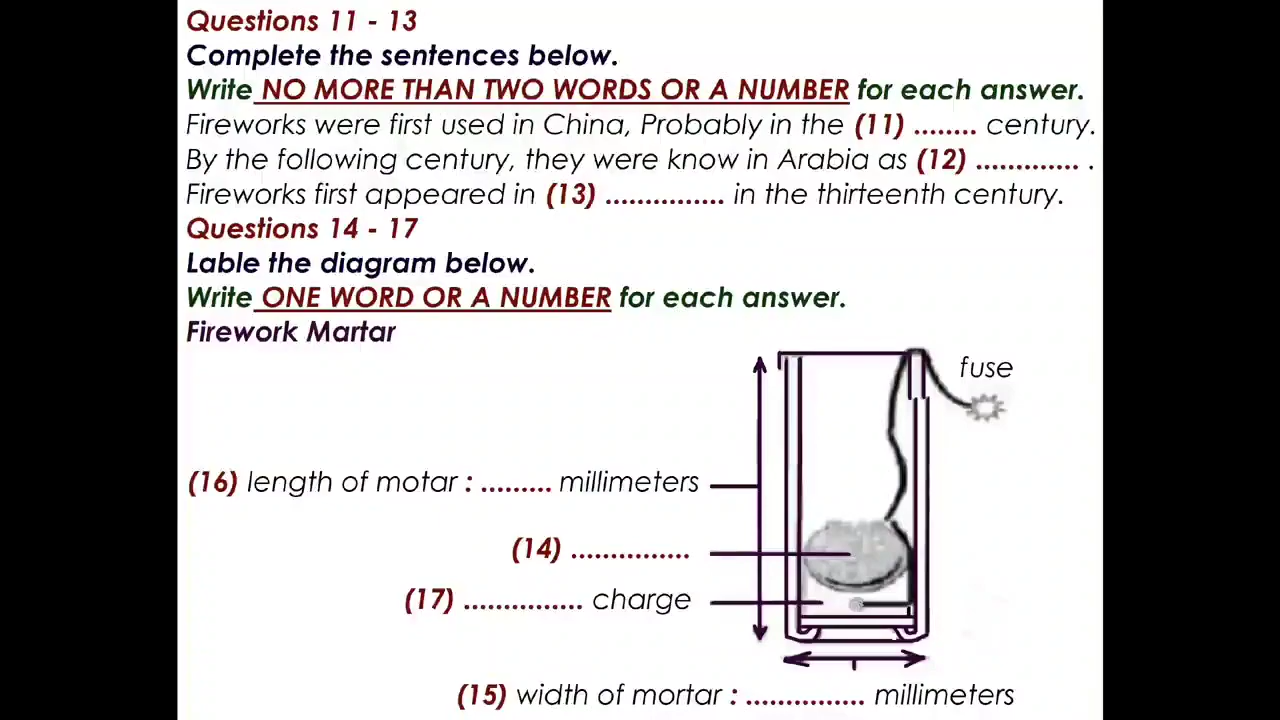 Questions 11 - 13
Complete the sentences below.
Write NO MORE THAN TWO WORDS OR A NUMBER for each answer.
Fireworks were first used in China, Probably in the (11) ........ century.
By the following century, they were know in Arabia as (12) ............. .
Fireworks first appeared in (13) ............... in the thirteenth century.
Questions 14 - 17
Lable the diagram below.
Write ONE WORD OR A NUMBER for each answer.
Firework Martar
fuse
(16) length of motar : ......... millimeters
(14) ...............
(17) ............... charge
(15) width of mortar : ............... millimeters